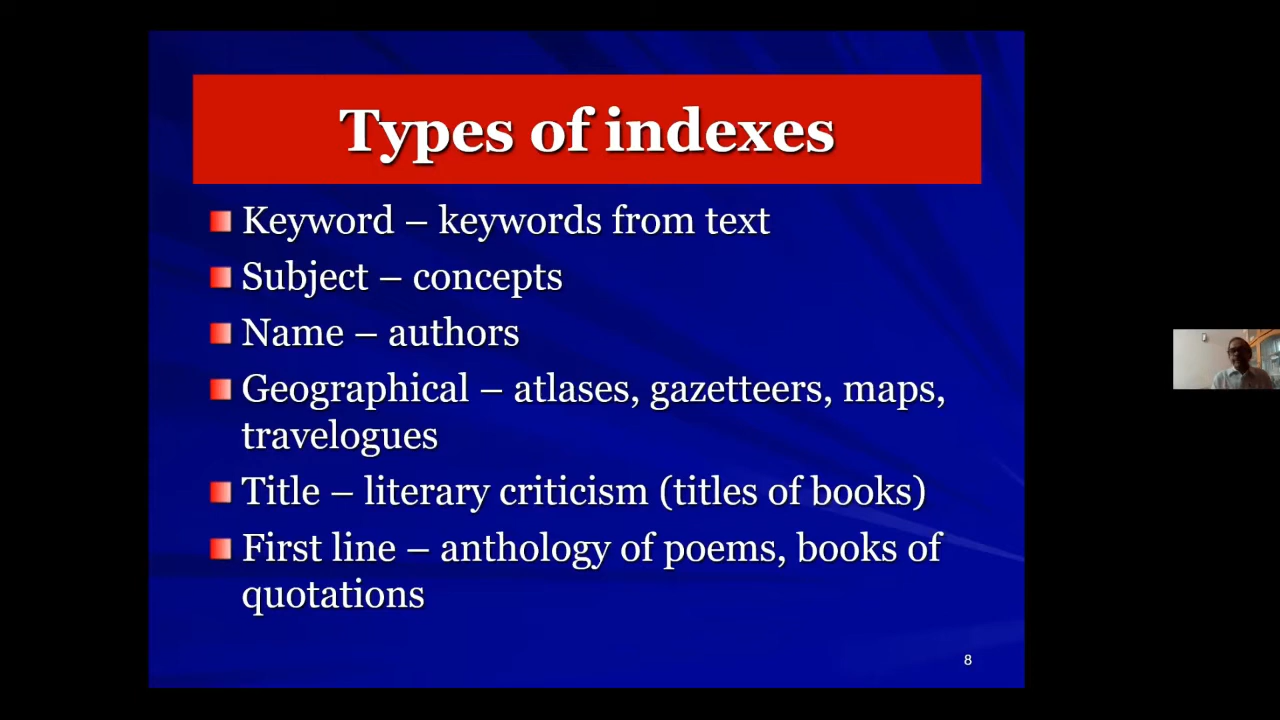 Types of indexes
Keyword – keywords from text
Subject – concepts
Name – authors
Geographical – atlases, gazetteers, maps,
travelogues
Title – literary criticism (titles of books)
First line – anthology of poems, books of
quotations
8